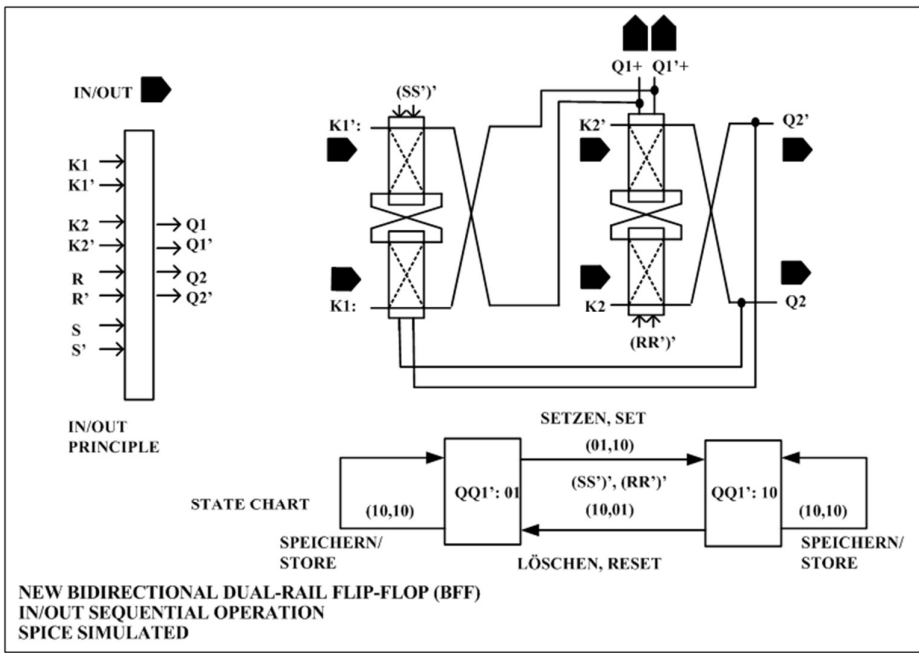 Q1+ Q1'+
IN/OUT
(SS')'
K1':
K2'
Q2'
K1
K1'
K2
K2'
R
R'
S
S'
Q1
Q1'
Q2
Q2'
K1:
K2
Q2
(RR')'
IN/OUT
PRINCIPLE
SETZEN, SET
(01,10)
STATE CHART
(10,10)
QQ1': 01
(SS')', (RR')'
QQ1': 10
(10,10)
(10,01)
SPEICHERN/
STORE
LÖSCHEN, RESET
SPEICHERN/
STORE
NEW BIDIRECTIONAL DUAL-RAIL FLIP-FLOP (BFF)
IN/OUT SEQUENTIAL OPERATION
SPICE SIMULATED